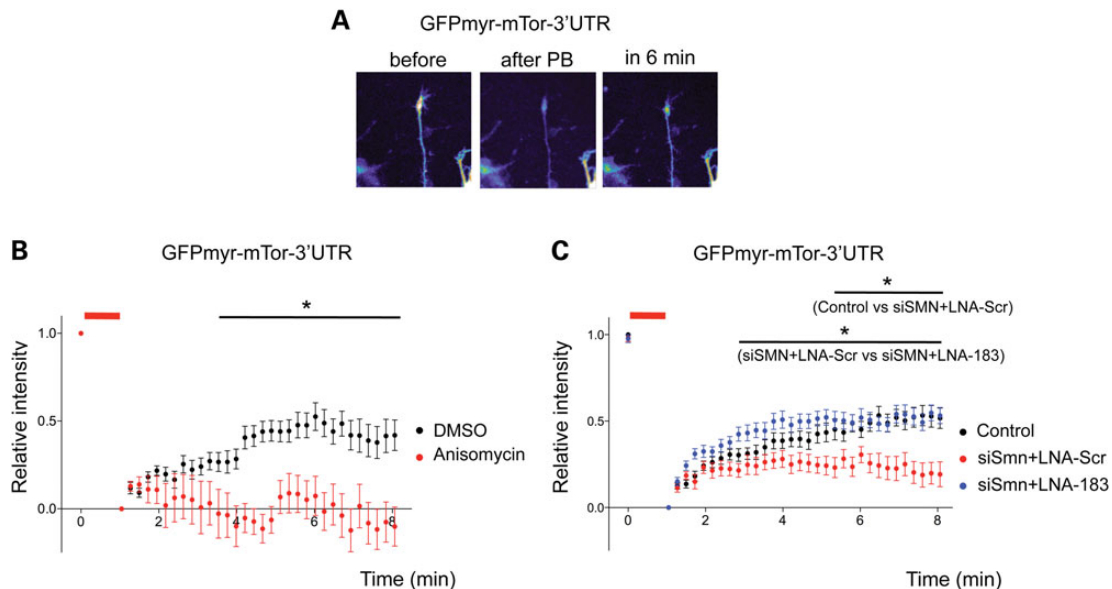 A
GFPmyr-mTor-3'UTR
before
after PB
in 6 min
B
GFPmyr-mTor-3'UTR
*
Relative intensity
1.0
0.5
0.0
0
2
4
6
8
DMSO
Anisomycin
Time (min)
C
GFPmyr-mTor-3'UTR
*
(Control vs siSMN+LNA-Scr)
*
(siSMN+LNA-Scr vs siSMN+LNA-183)
Relative intensity
1.0
0.5
0.0
0
2
4
6
8
Control
siSmn+LNA-Scr
siSmn+LNA-183
Time (min)